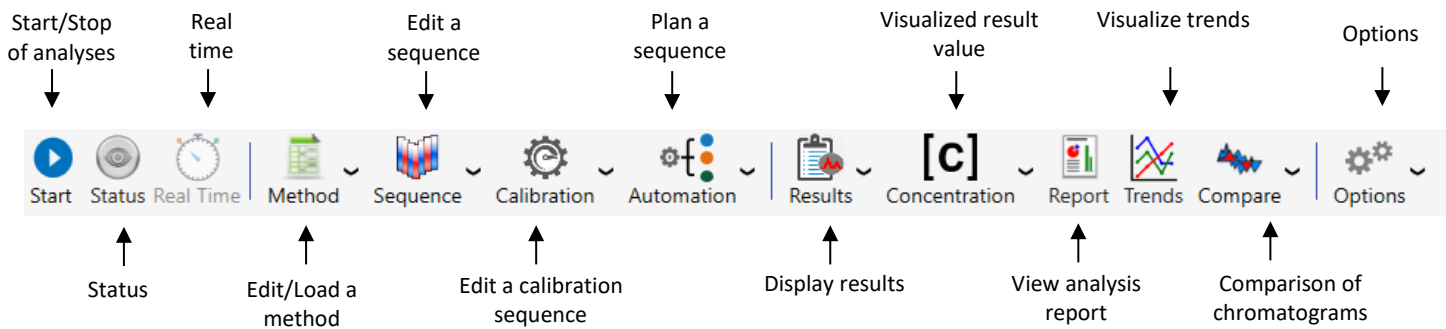 Start/Stop
of analyses
Real
time
Edit a
sequence
Plan a
sequence
Visualized result
value
Visualize trends
Options
Start
Status
Real Time
Method
Sequence
Calibration
Automation
Results
[c]
Concentration
Report
Trends
Compare
Options
Status
Edit/Load a
method
Edit a calibration
sequence
Display results
View analysis
report
Comparison of
chromatograms